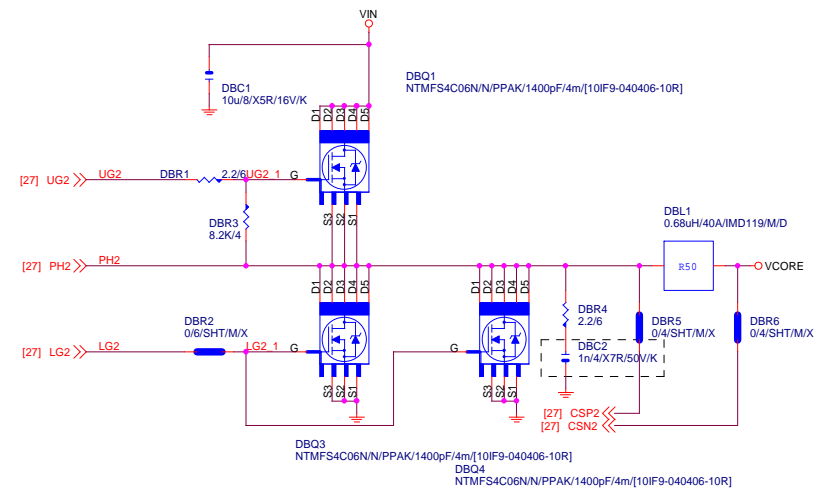 VIN
DBC1
10u/8/X5R/16V/K
DBQ1
NTMFS4C06N/N/PPAK/1400pF/4m/[10IF9-040406-10R]
D1
D2
D3
D4
D5
[27] UG2
UG2
DBR1
2.2/6
UG2_1
G
S3
S2
S1
DBR3
8.2K/4
DBL1
0.68uH/40A/IMD119/M/D
[27] PH2
PH2
R50
VCORE
D1
D2
D3
D4
D5
D1
D2
D3
D4
D5
DBR2
0/6/SHT/M/X
DBR4
2.2/6
DBR5
0/4/SHT/M/X
DBR6
0/4/SHT/M/X
[27] LG2
LG2
LG2_1
G
G
DBC2
1n/4/X7R/50V/K
S3
S2
S1
S3
S2
S1
[27] CSP2
[27] CSN2
DBQ3
NTMFS4C06N/N/PPAK/1400pF/4m/[10IF9-040406-10R]
DBQ4
NTMFS4C06N/N/PPAK/1400pF/4m/[10IF9-040406-10R]